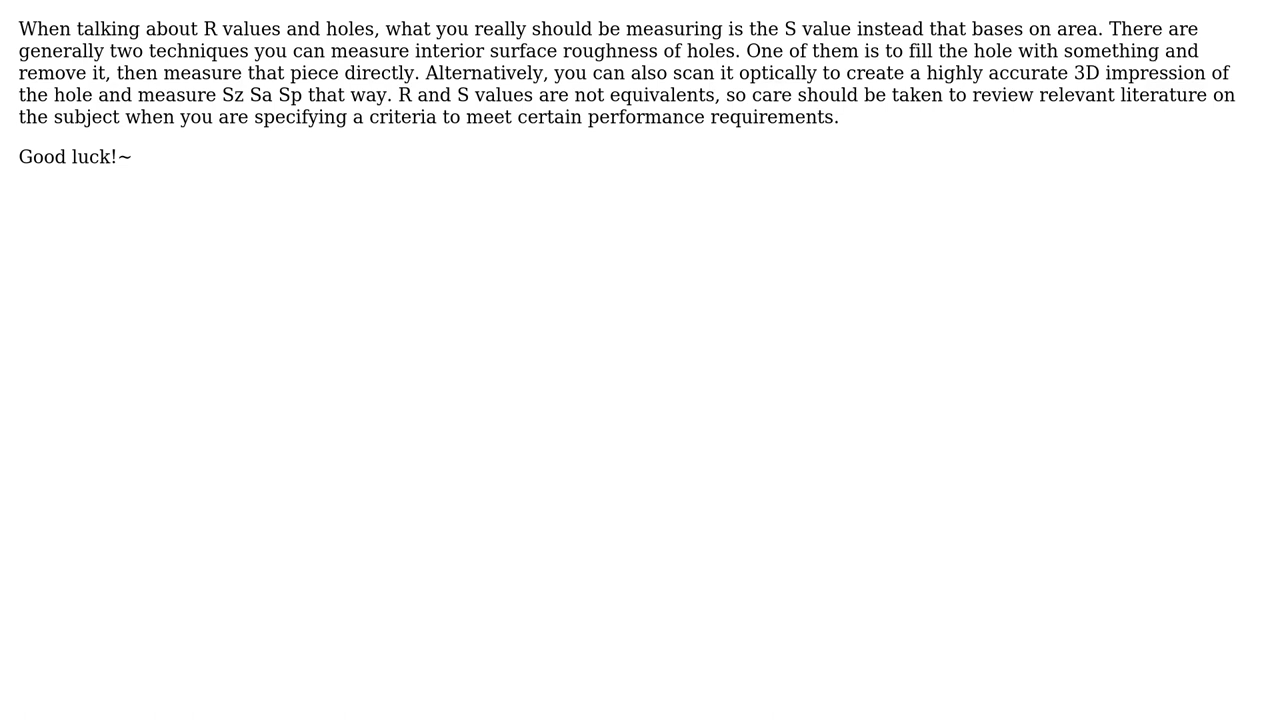 When talking about R values and holes, what you really should be measuring is the S value instead that bases on area. There are
generally two techniques you can measure interior surface roughness of holes. One of them is to fill the hole with something and
remove it, then measure that piece directly. Alternatively, you can also scan it optically to create a highly accurate 3D impression of
the hole and measure Sz Sa Sp that way. R and S values are not equivalents, so care should be taken to review relevant literature on
the subject when you are specifying a criteria to meet certain performance requirements.
Good luck!~